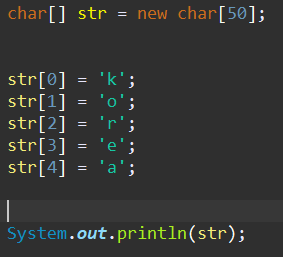 char[] str = new char[50];
str[0] = 'k';
str[1] = 'o';
str[2] = 'r';
str[3] = 'e';
str[4] = 'a';
System.out.println(str);